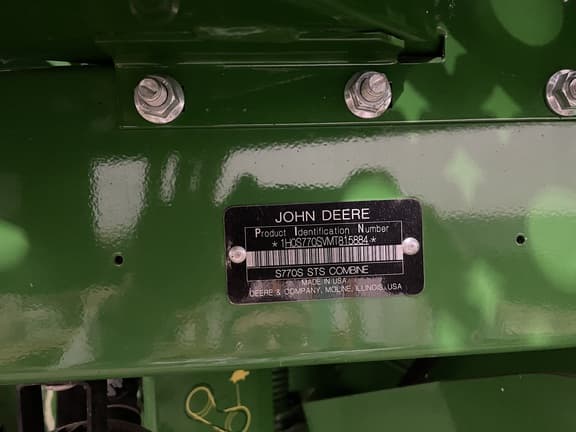 JOHN DEERE
Product Identification Number
*1H0S770SVMT815884*
S770S STS COMBINE
MADE IN USA
DEERE & COMPANY, MOLINE, ILLINOIS, USA